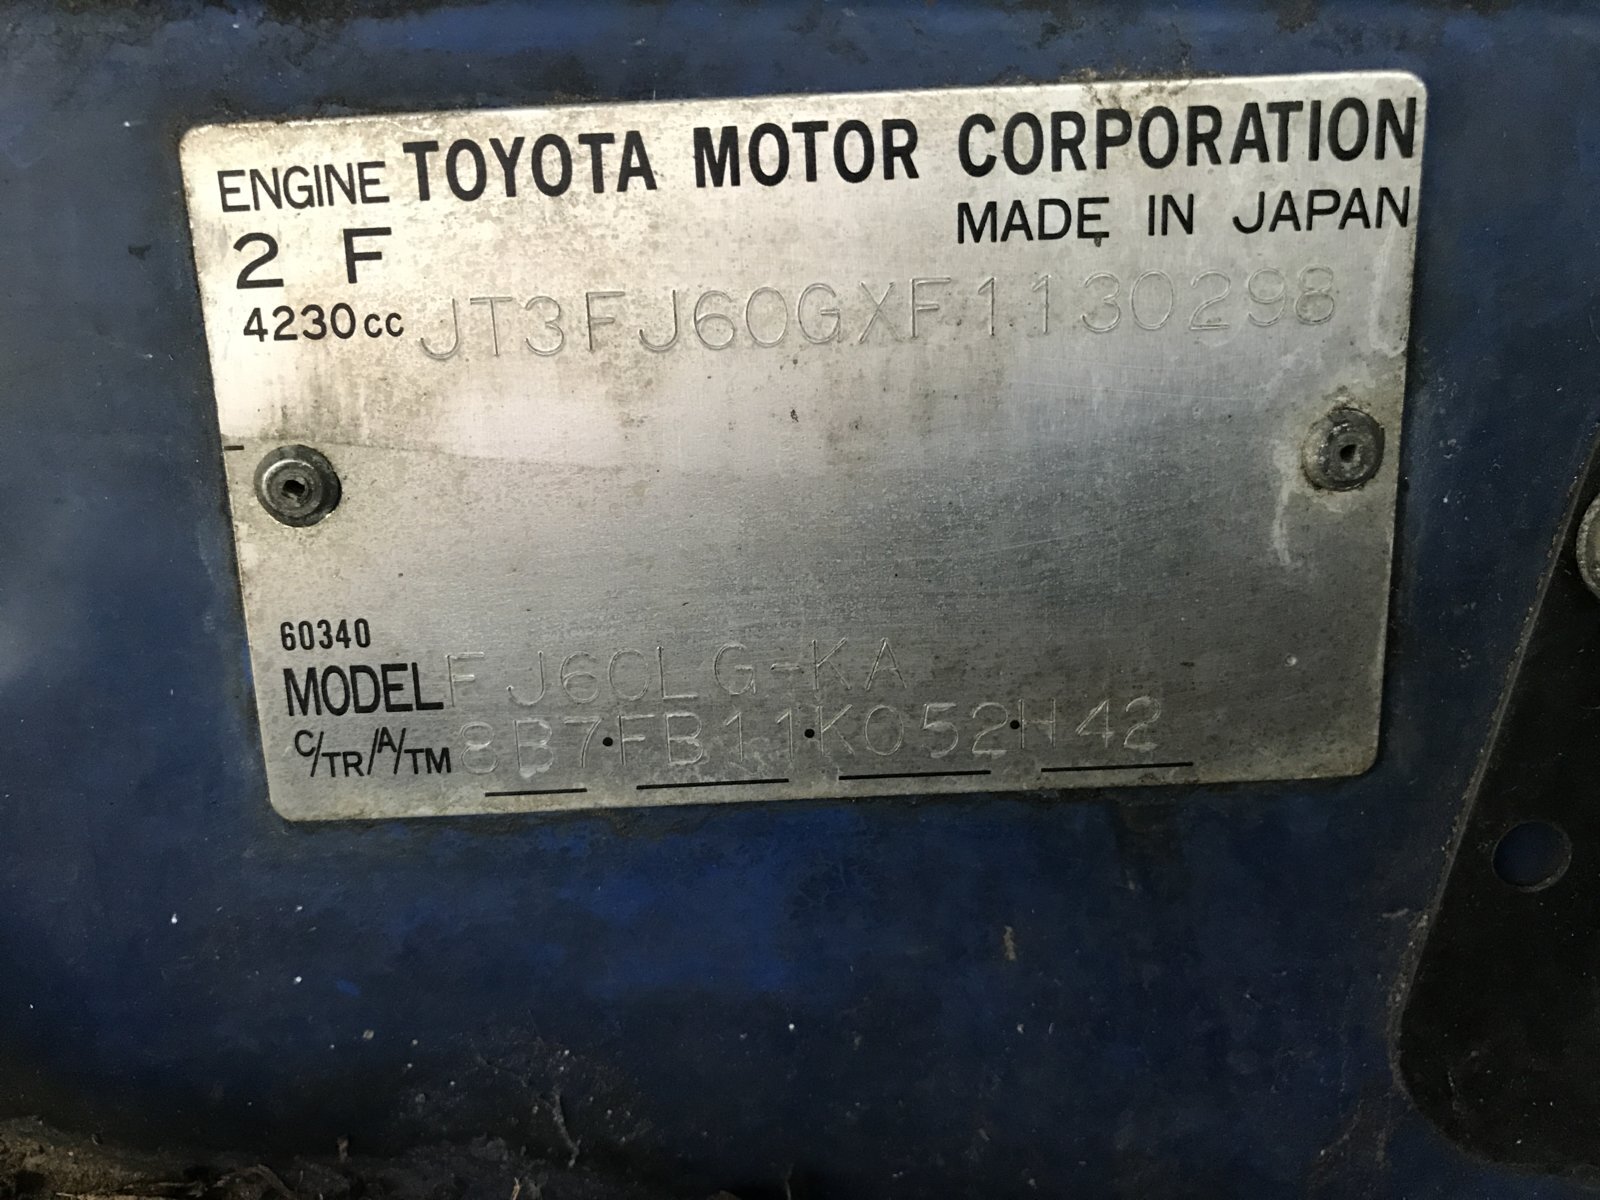 ENGINE TOYOTA MOTOR CORPORATION
2 F MADE IN JAPAN
4230cc JT3FJ60GXF1130298
60340
MODEL FJ60LG-KA
C/TR/A/TM 8B7·FB11·K052·H42